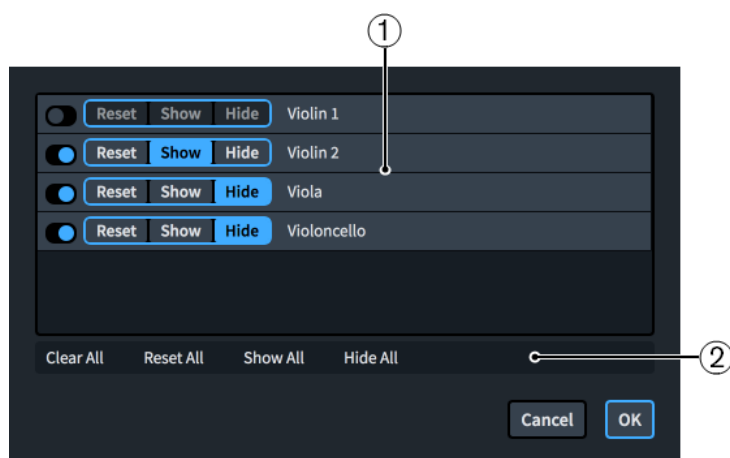 1
Reset Show Hide Violin 1
Reset Show Hide Violin 2
Reset Show Hide Viola
Reset Show Hide Violoncello
Clear All Reset All Show All Hide All
2
Cancel OK